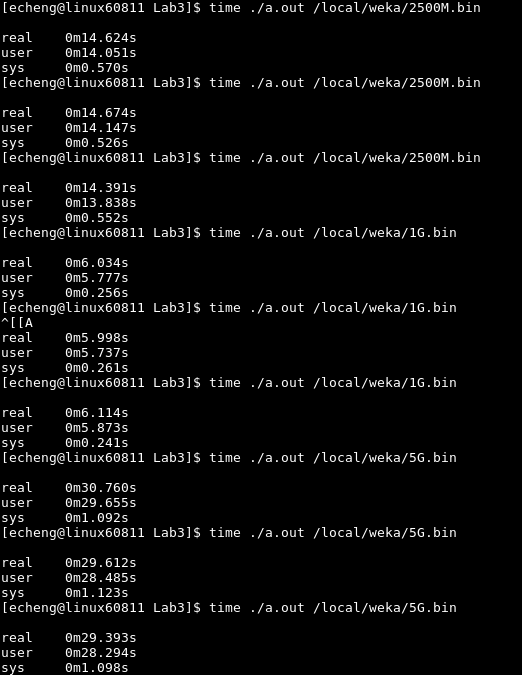 [echeng@linux60811 Lab3]$ time ./a.out /local/weka/2500M.bin
real    0m14.624s
user    0m14.051s
sys     0m0.570s
[echeng@linux60811 Lab3]$ time ./a.out /local/weka/2500M.bin
real    0m14.674s
user    0m14.147s
sys     0m0.526s
[echeng@linux60811 Lab3]$ time ./a.out /local/weka/2500M.bin
real    0m14.391s
user    0m13.838s
sys     0m0.552s
[echeng@linux60811 Lab3]$ time ./a.out /local/weka/1G.bin
real    0m6.034s
user    0m5.777s
sys     0m0.256s
[echeng@linux60811 Lab3]$ time ./a.out /local/weka/1G.bin
^[[A
real    0m5.998s
user    0m5.737s
sys     0m0.261s
[echeng@linux60811 Lab3]$ time ./a.out /local/weka/1G.bin
real    0m6.114s
user    0m5.873s
sys     0m0.241s
[echeng@linux60811 Lab3]$ time ./a.out /local/weka/5G.bin
real    0m30.760s
user    0m29.655s
sys     0m1.092s
[echeng@linux60811 Lab3]$ time ./a.out /local/weka/5G.bin
real    0m29.612s
user    0m28.485s
sys     0m1.123s
[echeng@linux60811 Lab3]$ time ./a.out /local/weka/5G.bin
real    0m29.393s
user    0m28.294s
sys     0m1.098s